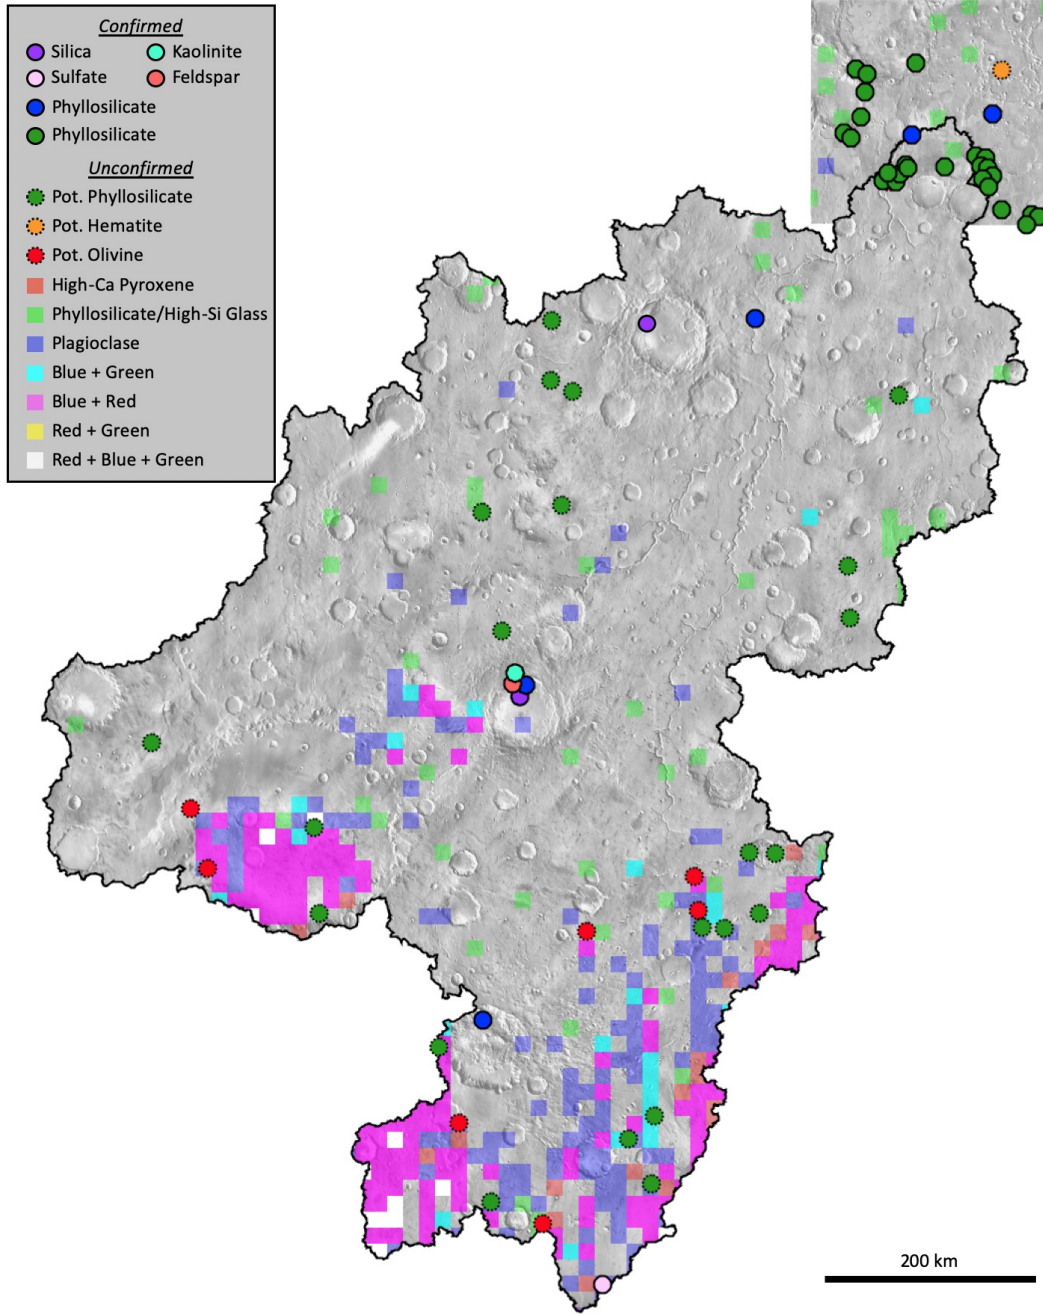 Confirmed
Silica Kaolinite
Sulfate Feldspar
Phyllosilicate
Phyllosilicate
Unconfirmed
Pot. Phyllosilicate
Pot. Hematite
Pot. Olivine
High-Ca Pyroxene
Phyllosilicate/High-Si Glass
Plagioclase
Blue + Green
Blue + Red
Red + Green
Red + Blue + Green
200 km